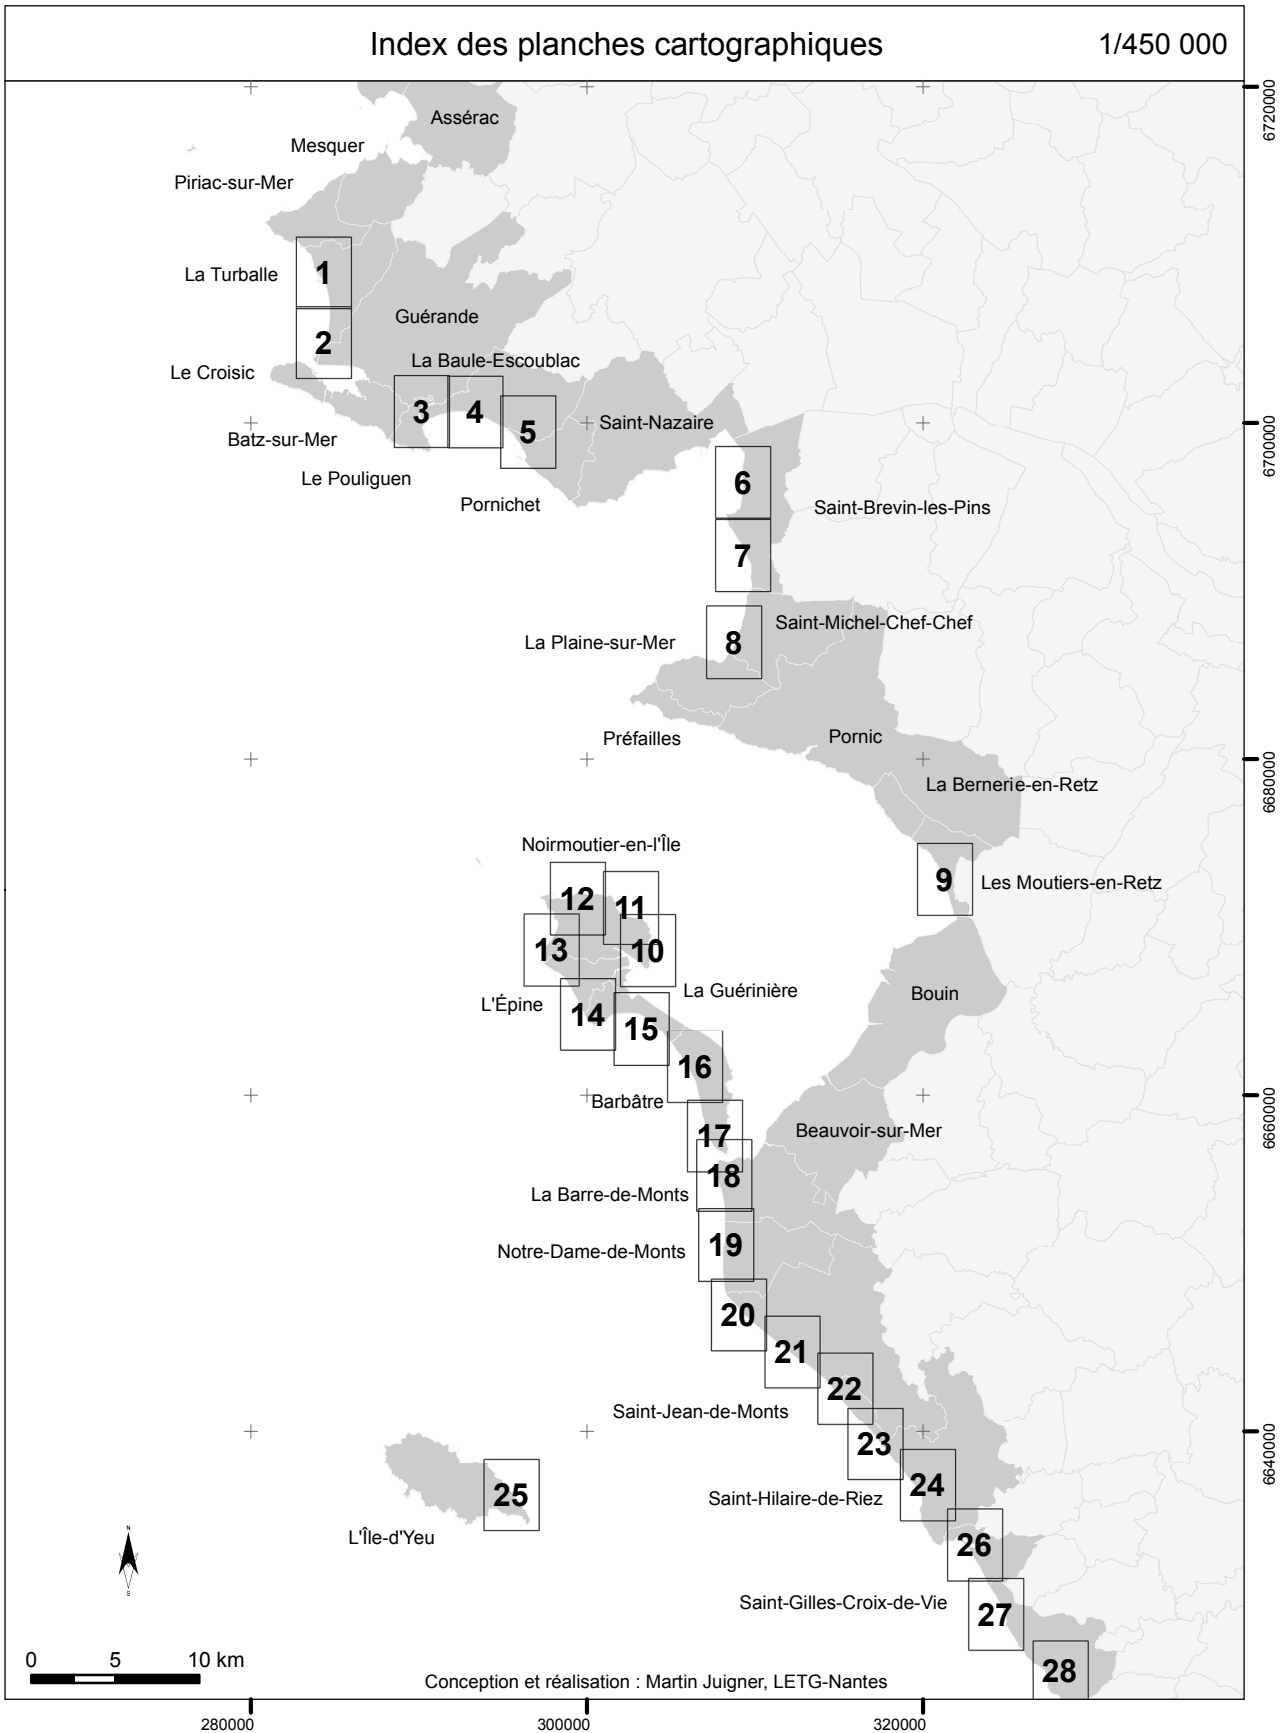 Index des planches cartographiques 1/450 000
6720000
Assérac
Mesquer
Piriac-sur-Mer
La Turballe
1
Guérande
2
La Baule-Escoublac
Le Croisic
3
4
5
Saint-Nazaire
Batz-sur-Mer
6700000
Le Pouliguen
6
Pornichet
Saint-Brevin-les-Pins
7
Saint-Michel-Chef-Chef
La Plaine-sur-Mer
8
Préfailles
Pornic
6680000
La Bernerie-en-Retz
Noirmoutier-en-l'Île
9
Les Moutiers-en-Retz
12
11
13
10
La Guérinière
Bouin
L'Épine
14
15
16
Barbâtre
6660000
Beauvoir-sur-Mer
17
18
La Barre-de-Monts
19
Notre-Dame-de-Monts
20
21
22
Saint-Jean-de-Monts
23
6640000
24
25
Saint-Hilaire-de-Riez
L'Île-d'Yeu
N
S
26
Saint-Gilles-Croix-de-Vie
27
28
0 5 10 km
Conception et réalisation : Martin Juigner, LETG-Nantes
280000 300000 320000